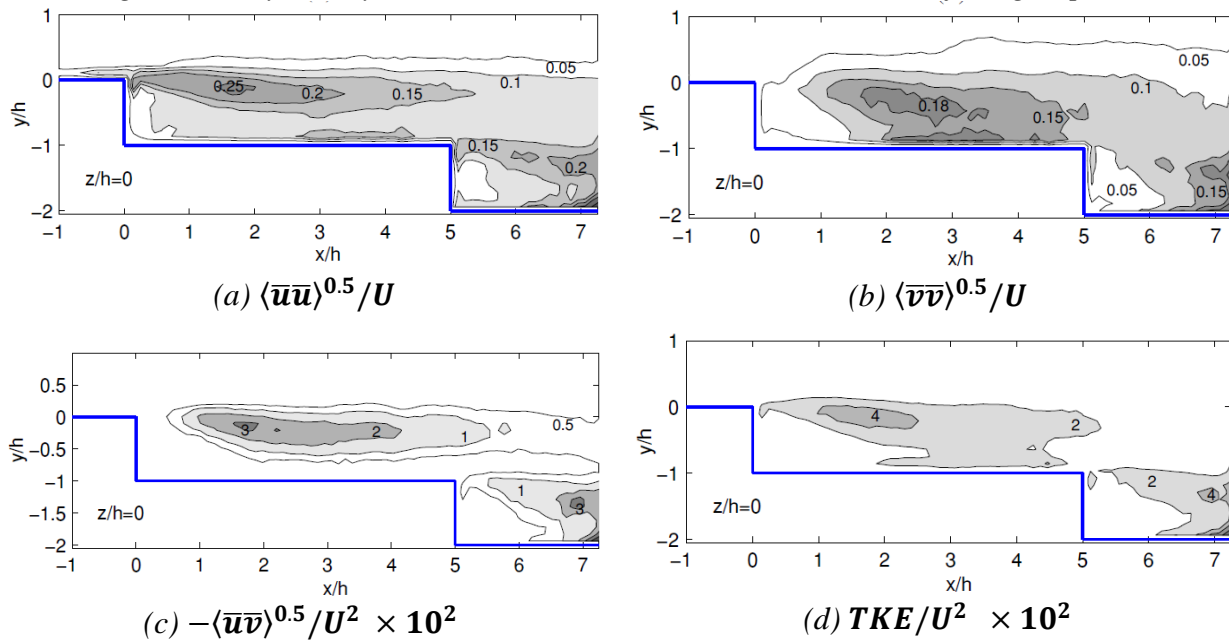 1
0
−1
−2
y/h
0.25
0.2
0.15
0.1
0.05
0.15
0.2
z/h=0
−1 0 1 2 3 4 5 6 7
x/h
(a) ⟨u̅u̅⟩^0.5/U
1
0
−1
−2
y/h
0.05
0.1
0.18
0.15
0.05
0.15
z/h=0
−1 0 1 2 3 4 5 6 7
x/h
(b) ⟨v̅v̅⟩^0.5/U
0.5
0
−0.5
−1
−1.5
−2
y/h
3
2
1
0.5
1
3
z/h=0
−1 0 1 2 3 4 5 6 7
x/h
(c) −⟨u̅v̅⟩^0.5/U^2 × 10^2
1
0
−1
−2
y/h
4
2
2
4
z/h=0
−1 0 1 2 3 4 5 6 7
x/h
(d) TKE/U^2 × 10^2